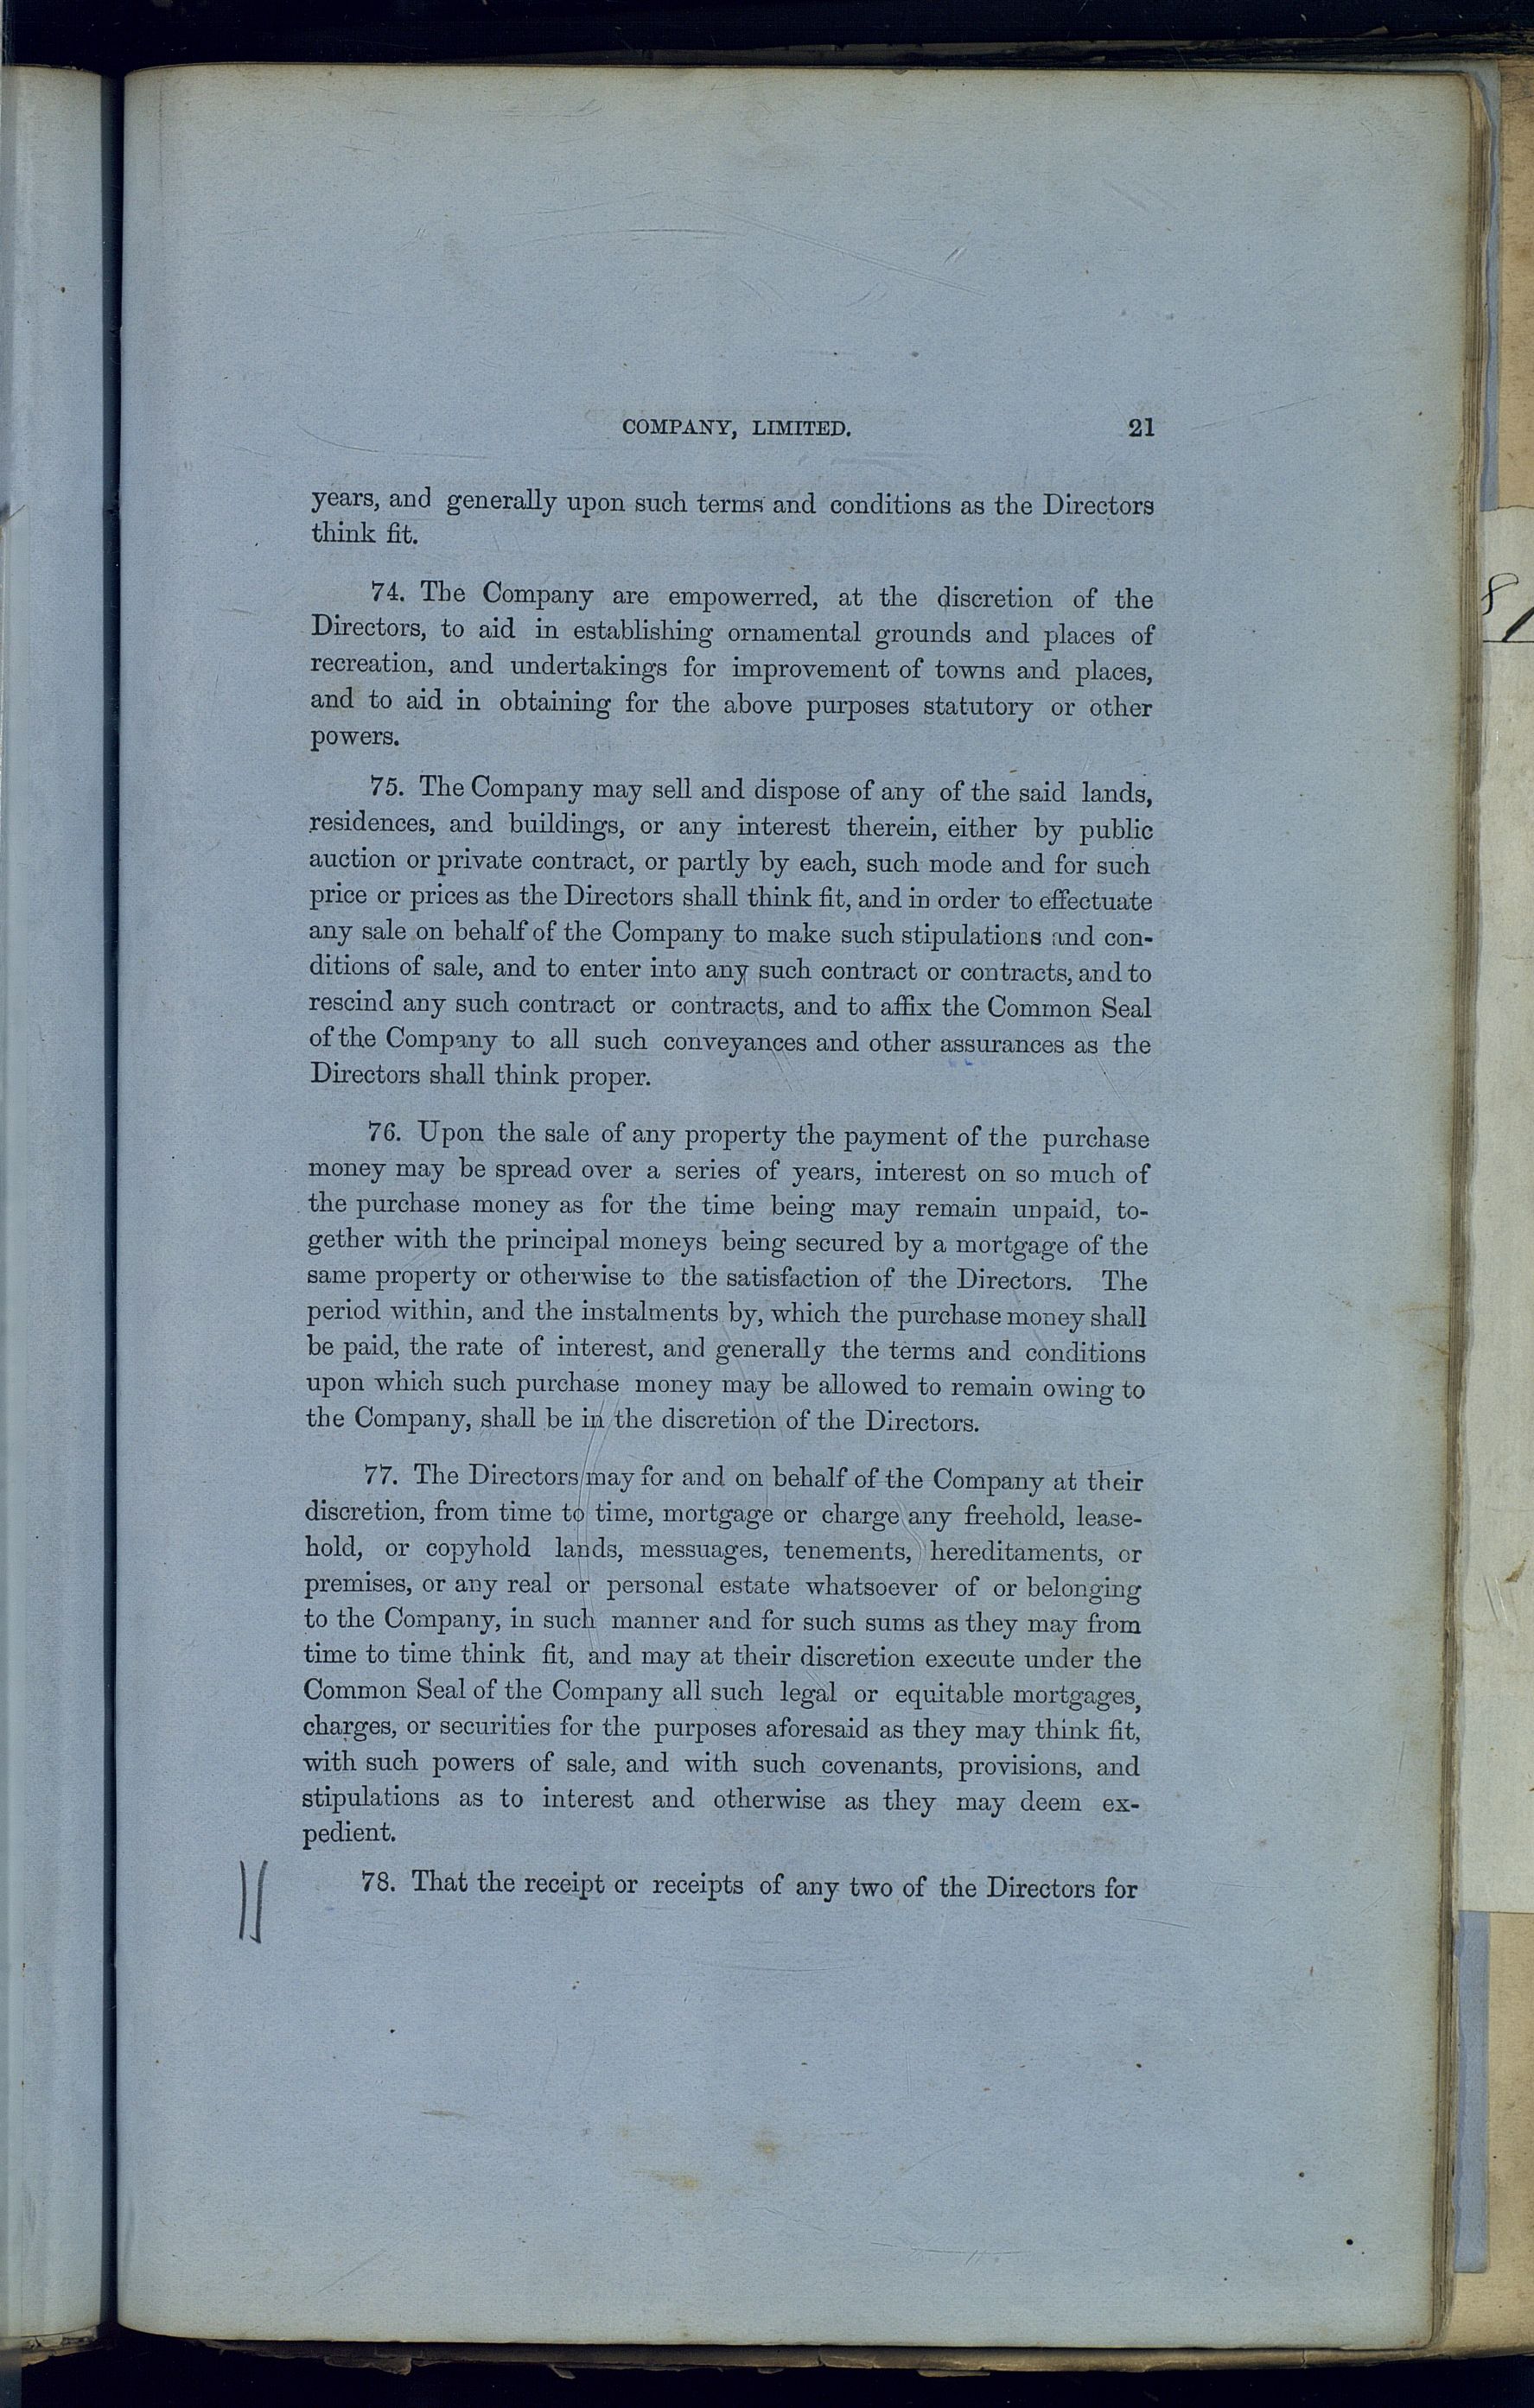 COMPANY, LIMITED. 21
years, and generally upon such terms and conditions as the Directors
think fit.
74. The Company are empowerred, at the discretion of the
Directors, to aid in establishing ornamental grounds and places of
recreation, and undertakings for improvement of towns and places,
and to aid in obtaining for the above purposes statutory or other
powers.
75. The Company may sell and dispose of any of the said lands,
residences, and buildings, or any interest therein, either by public
auction or private contract, or partly by each, such mode and for such
price or prices as the Directors shall think fit, and in order to effectuate
any sale on behalf of the Company to make such stipulations and con-
ditions of sale, and to enter into any such contract or contracts, and to
rescind any such contract or contracts, and to affix the Common Seal
of the Company to all such conveyances and other assurances as the
Directors shall think proper.
76. Upon the sale of any property the payment of the purchase
money may be spread over a series of years, interest on so much of
the purchase money as for the time being may remain unpaid, to-
gether with the principal moneys being secured by a mortgage of the
same property or otherwise to the satisfaction of the Directors. The
period within, and the instalments by, which the purchase money shall
be paid, the rate of interest, and generally the terms and conditions
upon which such purchase money may be allowed to remain owing to
the Company, shall be in the discretion of the Directors.
77. The Directors may for and on behalf of the Company at their
discretion, from time to time, mortgage or charge any freehold, lease-
hold, or copyhold lands, messuages, tenements, hereditaments, or
premises, or any real or personal estate whatsoever of or belonging
to the Company, in such manner and for such sums as they may from
time to time think fit, and may at their discretion execute under the
Common Seal of the Company all such legal or equitable mortgages,
charges, or securities for the purposes aforesaid as they may think fit,
with such powers of sale, and with such covenants, provisions, and
stipulations as to interest and otherwise as they may deem ex-
pedient.
78. That the receipt or receipts of any two of the Directors for